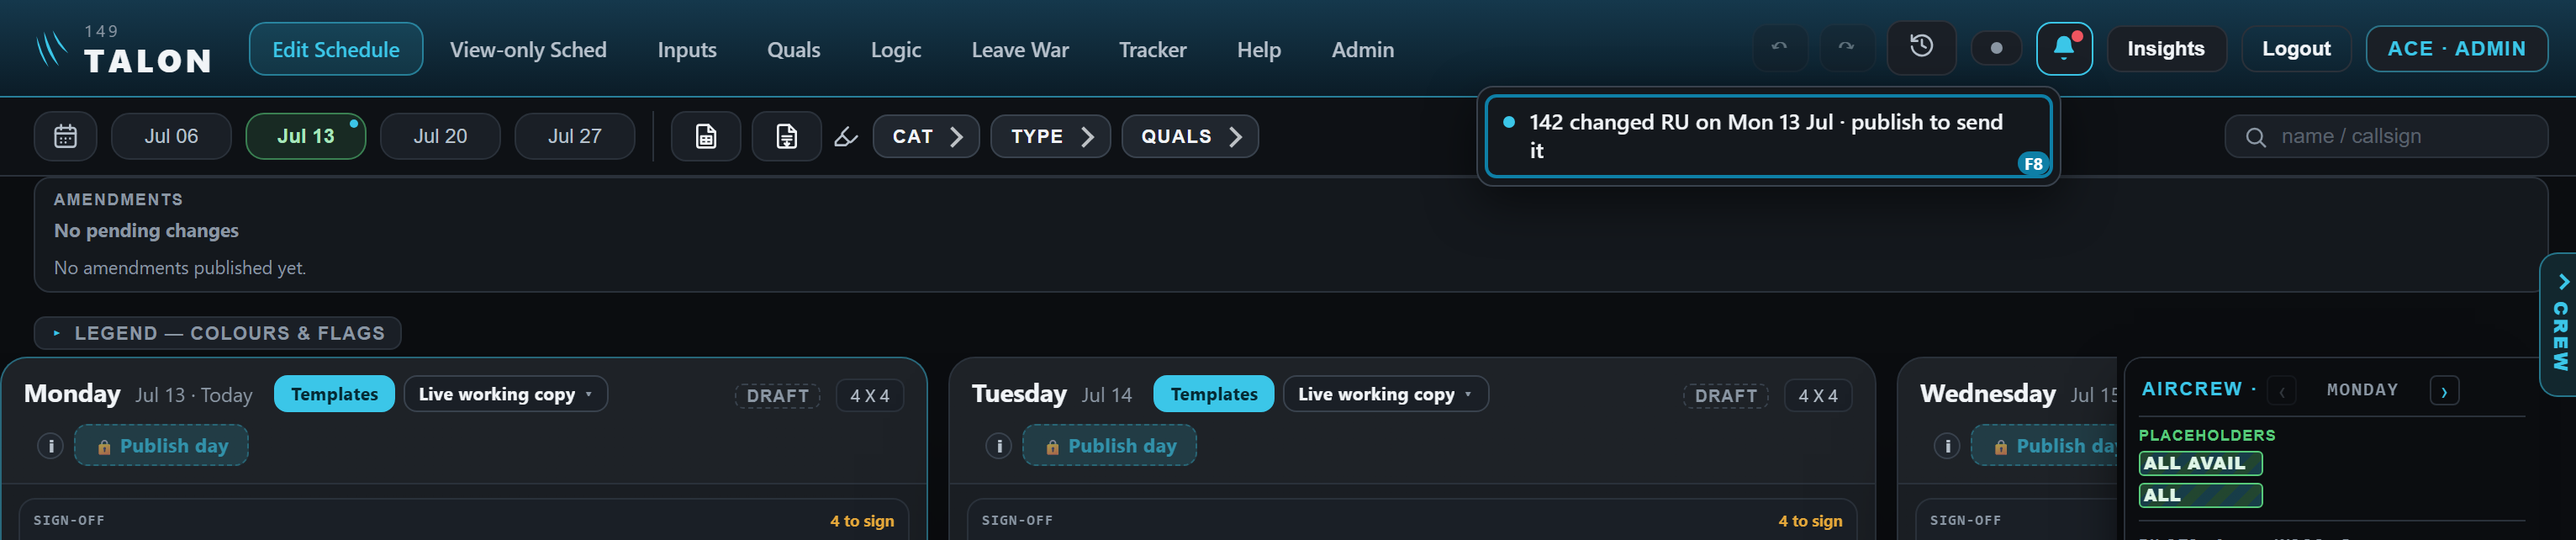 149
TALON
Edit Schedule
View-only Sched
Inputs
Quals
Logic
Leave War
Tracker
Help
Admin
Insights
Logout
ACE · ADMIN
Jul 06
Jul 13
Jul 20
Jul 27
CAT
TYPE
QUALS
142 changed RU on Mon 13 Jul · publish to send
it
F8
name / callsign
AMENDMENTS
No pending changes
No amendments published yet.
CREW
LEGEND — COLOURS & FLAGS
Monday Jul 13 · Today Templates Live working copy DRAFT 4 X 4
i Publish day
SIGN-OFF 4 to sign
Tuesday Jul 14 Templates Live working copy DRAFT 4 X 4
i Publish day
SIGN-OFF 4 to sign
Wednesday Jul 15
i Publish day
SIGN-OFF
AIRCREW · MONDAY
PLACEHOLDERS
ALL AVAIL
ALL